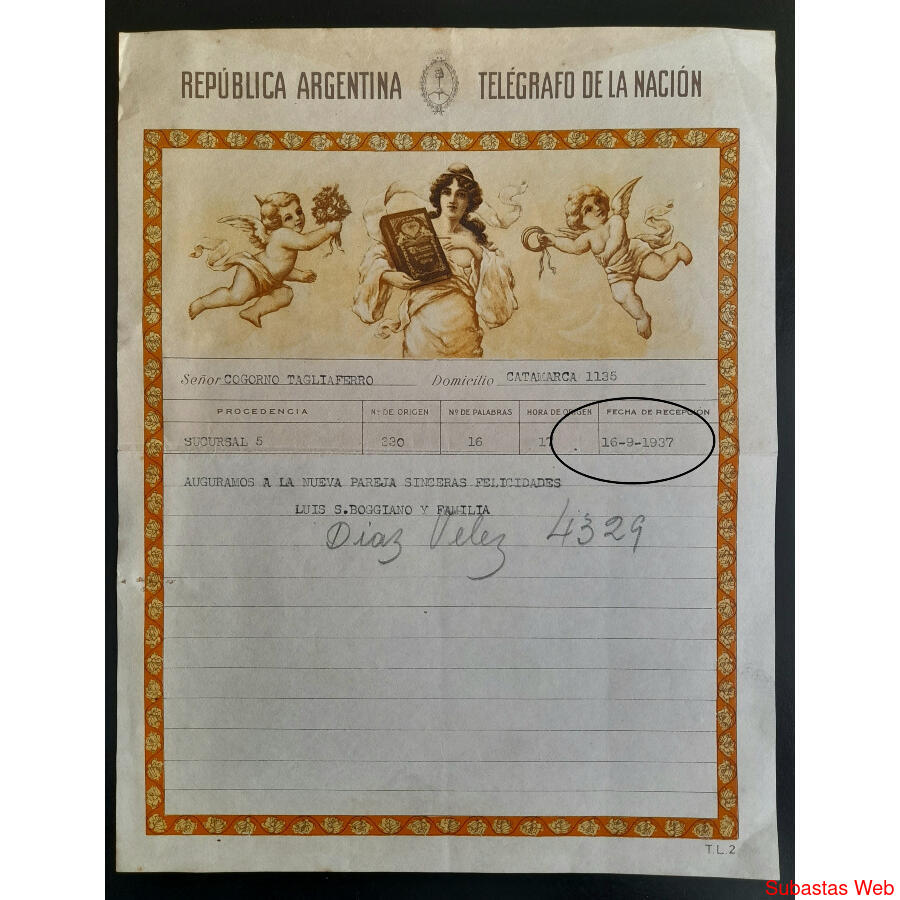 REPÚBLICA ARGENTINA TELÉGRAFO DE LA NACIÓN
Señor COGORNO TAGLIAFERRO Domicilio CATAMARCA 1135
PROCEDENCIA Nº DE ORIGEN Nº DE PALABRAS HORA DE ORIGEN FECHA DE RECEPCIÓN
SUCURSAL 5 230 16 17 16-9-1937
AUGURAMOS A LA NUEVA PAREJA SINCERAS FELICIDADES
LUIS S.BOGGIANO Y FAMILIA
Diaz Velez 4329
T.L.2
Subastas Web